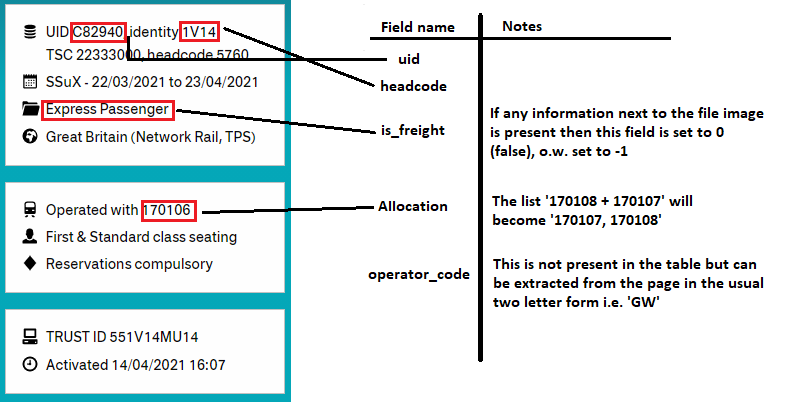 UID C82940, identity 1V14
TSC 22333000, headcode 5760
SSuX - 22/03/2021 to 23/04/2021
Express Passenger
Great Britain (Network Rail, TPS)
Operated with 170106
First & Standard class seating
Reservations compulsory
TRUST ID 551V14MU14
Activated 14/04/2021 16:07
Field name
Notes
uid
headcode
is_freight
If any information next to the file image
is present then this field is set to 0
(false), o.w. set to -1
Allocation
The list '170108 + 170107' will
become '170107, 170108'
operator_code
This is not present in the table but can
be extracted from the page in the usual
two letter form i.e. 'GW'